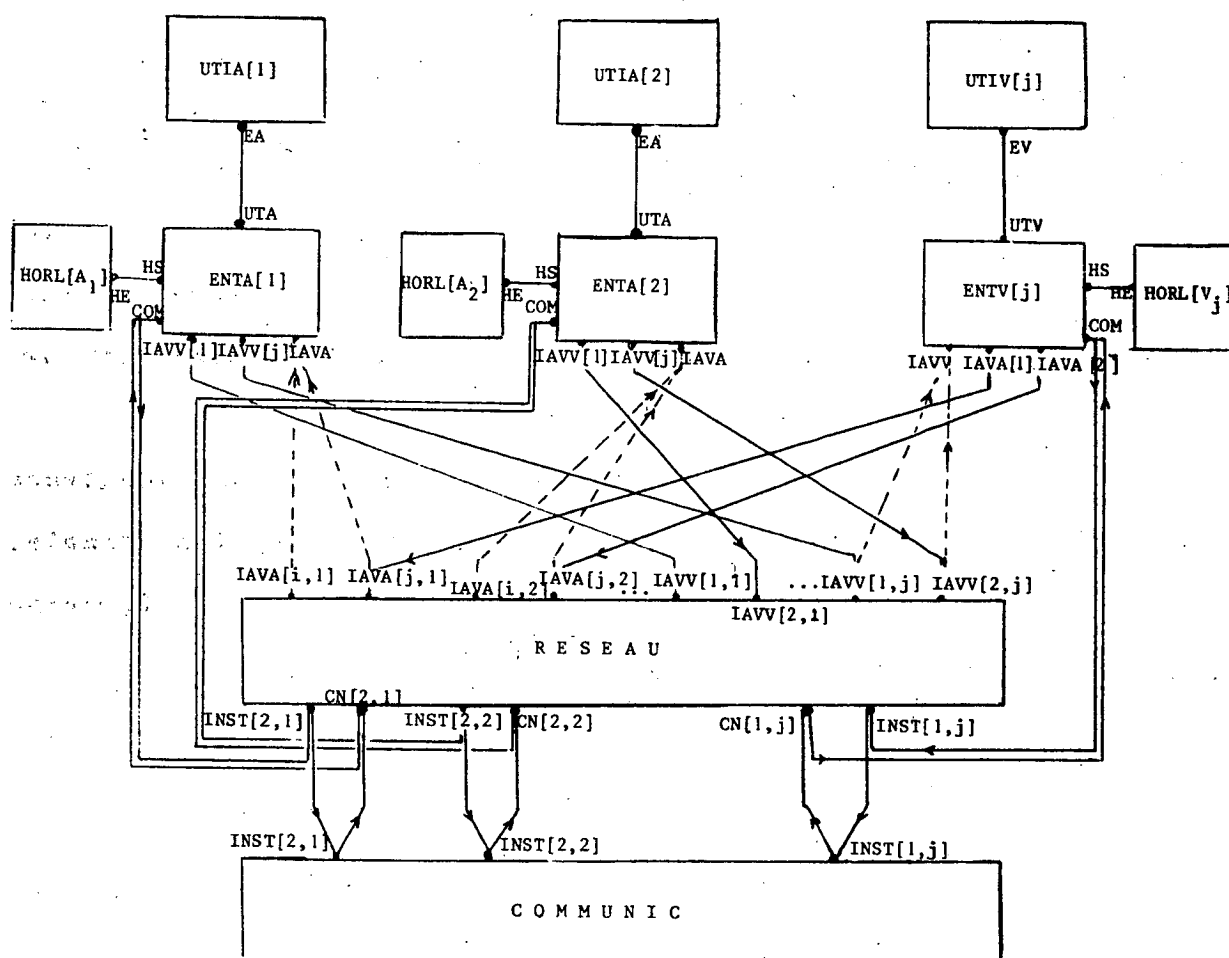 UTIA[1]
UTIA[2]
UTIV[j]
EA
EA
EV
UTA
UTA
UTV
HORL[A1]
HS
HE
COM
ENTA[1]
HORL[A2]
HS
HE
COM
ENTA[2]
ENTV[j]
HS
HE
COM
HORL[Vj]
IAVV[1] IAVV[j] IAVA
IAVV[1] IAVV[j] IAVA
IAVV IAVA[1] IAVA[2]
IAVA[i,1] IAVA[j,1] IAVA[i,2] IAVA[j,2] ... IAVV[1,1] IAVV[2,1] ...IAVV[1,j] IAVV[2,j]
RESEAU
INST[2,1] CN[2,1] INST[2,2] CN[2,2] CN[1,j] INST[1,j]
INST[2,1] INST[2,2] INST[1,j]
COMMUNIC